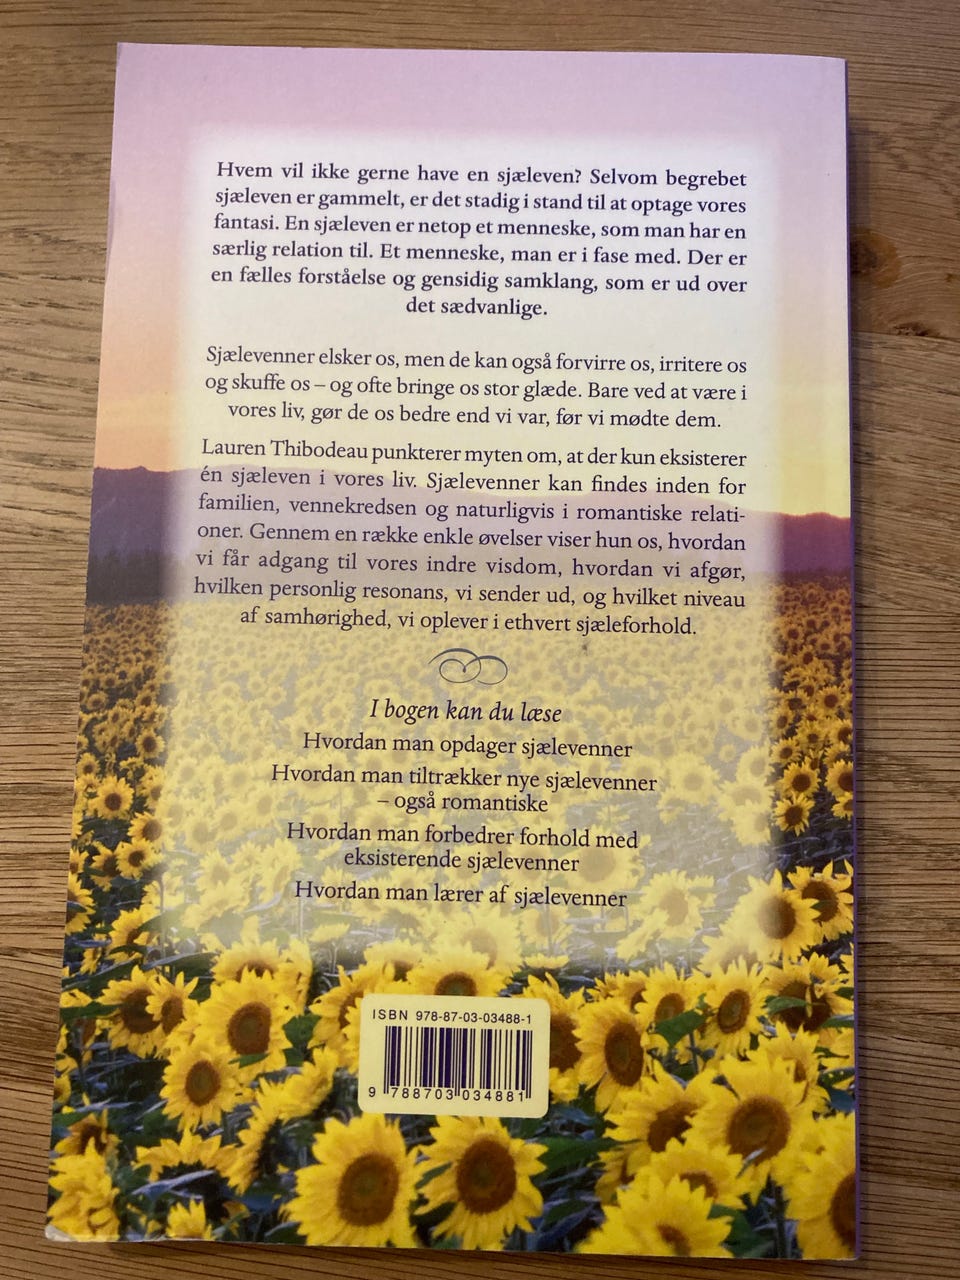 Hvem vil ikke gerne have en sjæleven? Selvom begrebet
sjæleven er gammelt, er det stadig i stand til at optage vores
fantasi. En sjæleven er netop et menneske, som man har en
særlig relation til. Et menneske, man er i fase med. Der er
en fælles forståelse og gensidig samklang, som er ud over
det sædvanlige.
Sjælevenner elsker os, men de kan også forvirre os, irritere os
og skuffe os – og ofte bringe os stor glæde. Bare ved at være i
vores liv, gør de os bedre end vi var, før vi mødte dem.
Lauren Thibodeau punkterer myten om, at der kun eksisterer
én sjæleven i vores liv. Sjælevenner kan findes inden for
familien, vennekredsen og naturligvis i romantiske relati-
oner. Gennem en række enkle øvelser viser hun os, hvordan
vi får adgang til vores indre visdom, hvordan vi afgør,
hvilken personlig resonans, vi sender ud, og hvilket niveau
af samhørighed, vi oplever i ethvert sjæleforhold.
I bogen kan du læse
Hvordan man opdager sjælevenner
Hvordan man tiltrækker nye sjælevenner
– også romantiske
Hvordan man forbedrer forhold med
eksisterende sjælevenner
Hvordan man lærer af sjælevenner
ISBN 978-87-03-03488-1
9 788703 034881